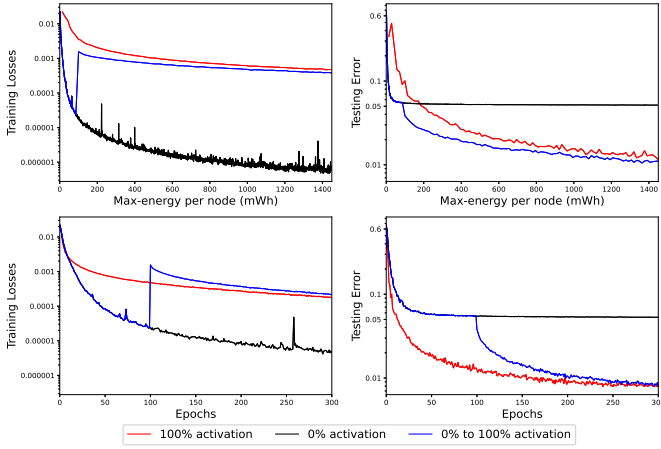 0.01
0.001
0.0001
0.00001
0.000001
Training Losses
0 200 400 600 800 1000 1200 1400
Max-energy per node (mWh)
0.6
0.1
0.05
0.01
Testing Error
0 200 400 600 800 1000 1200 1400
Max-energy per node (mWh)
0.01
0.001
0.0001
0.00001
0.000001
Training Losses
0 50 100 150 200 250 300
Epochs
0.6
0.1
0.05
0.01
Testing Error
0 50 100 150 200 250 300
Epochs
100% activation 0% activation 0% to 100% activation